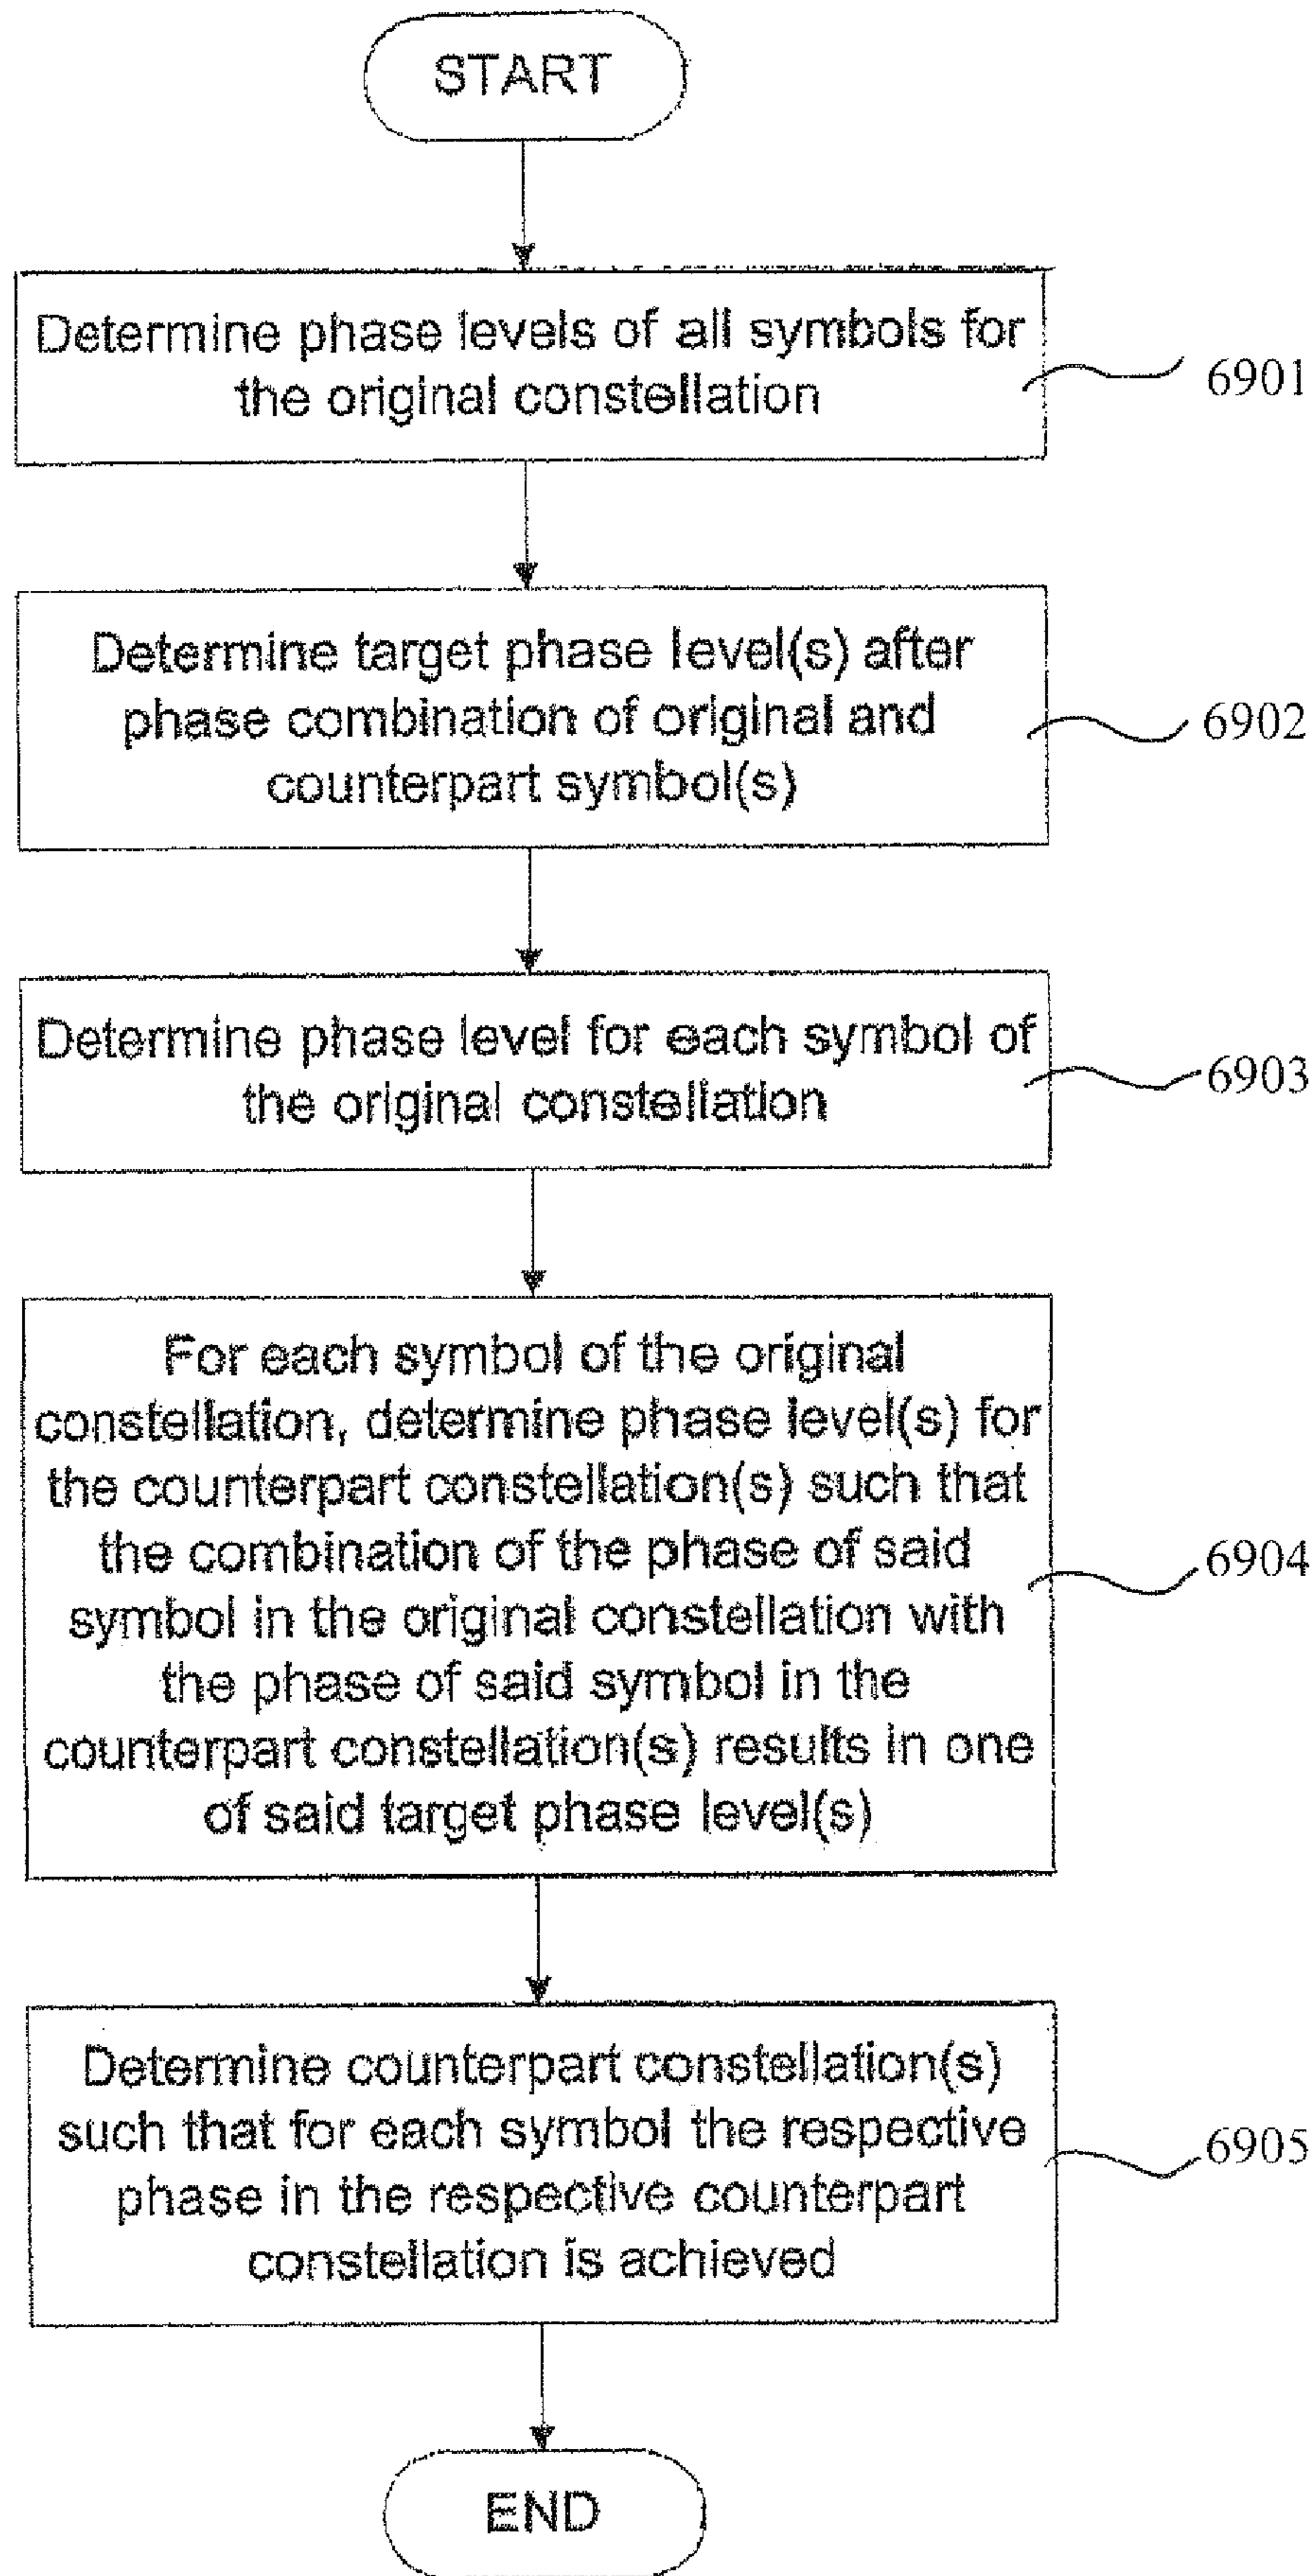 START
Determine phase levels of all symbols for
the original constellation
6901
Determine target phase level(s) after
phase combination of original and
counterpart symbol(s)
6902
Determine phase level for each symbol of
the original constellation
6903
For each symbol of the original
constellation, determine phase level(s) for
the counterpart constellation(s) such that
the combination of the phase of said
symbol in the original constellation with
the phase of said symbol in the
counterpart constellation(s) results in one
of said target phase level(s)
6904
Determine counterpart constellation(s)
such that for each symbol the respective
phase in the respective counterpart
constellation is achieved
6905
END